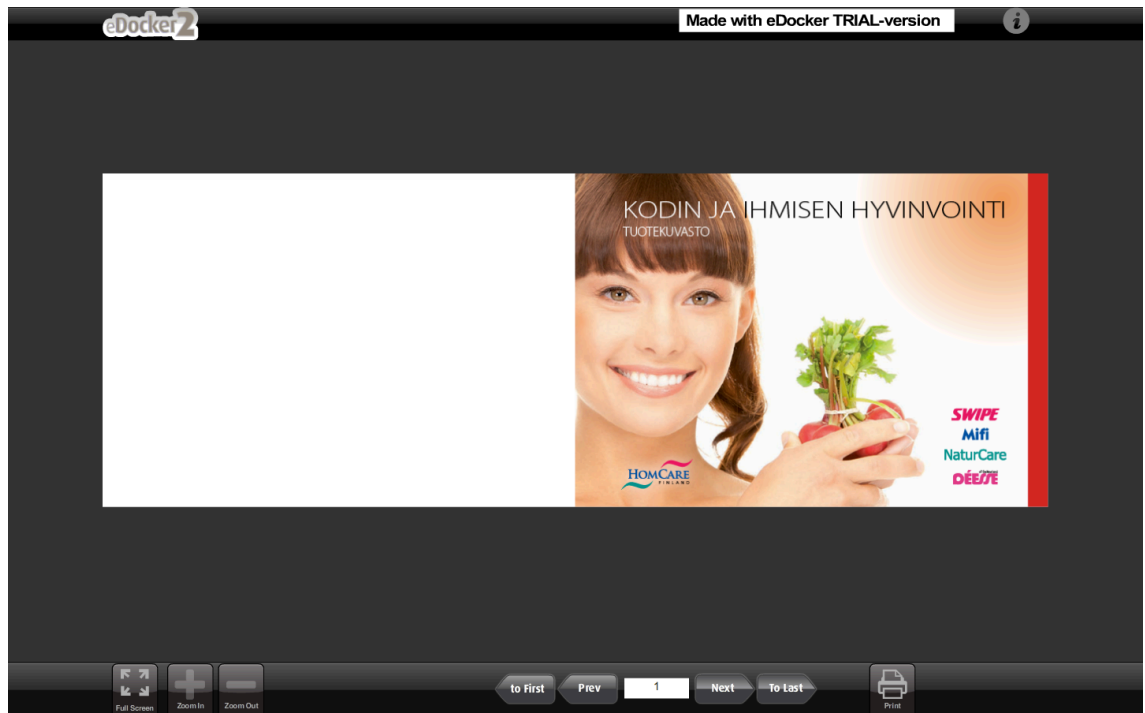 eDocker2
Made with eDocker TRIAL-version
i
KODIN JA IHMISEN HYVINVOINTI
TUOTEKUVASTO
SWIPE
Mifi
NaturCare
DÉESSE
HOMCARE
FINLAND
Full Screen
Zoom In
Zoom Out
to First
Prev
1
Next
To Last
Print